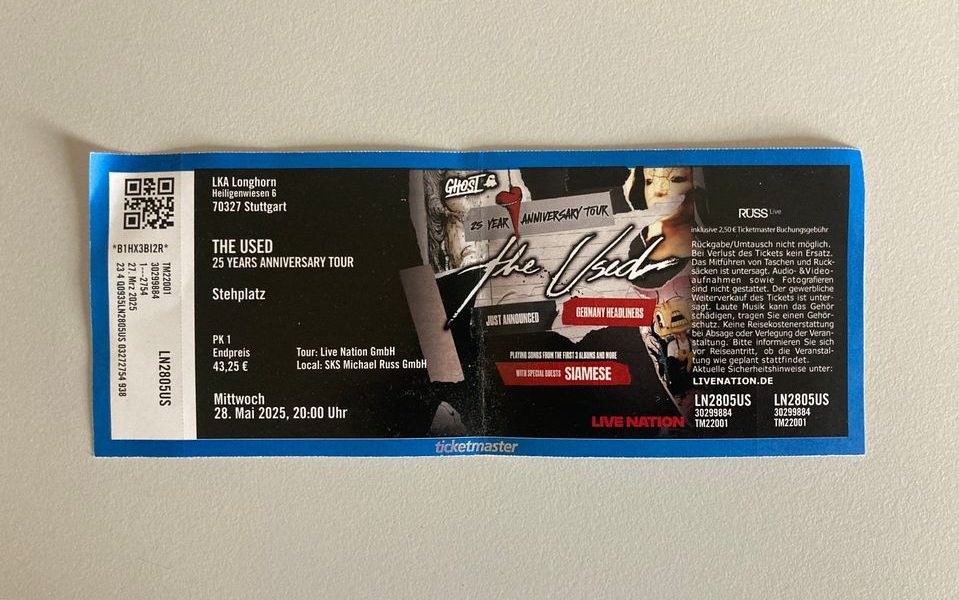 *B1HX3BI2R*
TM22001
30299884
1---2754
27. Mrz 2025
23 4 Q0935LN2805US 03272754 938
LN2805US
LKA Longhorn
Heiligenwiesen 6
70327 Stuttgart
THE USED
25 YEARS ANNIVERSARY TOUR
Stehplatz
PK 1
Endpreis
43,25 €
Tour: Live Nation GmbH
Local: SKS Michael Russ GmbH
Mittwoch
28. Mai 2025, 20:00 Uhr
GHOST
25 YEAR ANNIVERSARY TOUR
the Used
JUST ANNOUNCED
GERMANY HEADLINERS
PLAYING SONGS FROM THE FIRST 3 ALBUMS AND MORE
WITH SPECIAL GUESTS SIAMESE
LIVE NATION
RUSS Live
inklusive 2,50 € Ticketmaster Buchungsgebühr
Rückgabe/Umtausch nicht möglich.
Bei Verlust des Tickets kein Ersatz.
Das Mitführen von Taschen und Ruck-
säcken ist untersagt. Audio- &Video-
aufnahmen sowie Fotografieren
sind nicht gestattet. Der gewerbliche
Weiterverkauf des Tickets ist unter-
sagt. Laute Musik kann das Gehör
schädigen, tragen Sie einen Gehör-
schutz. Keine Reisekostenerstattung
bei Absage oder Verlegung der Veran-
staltung. Bitte informieren Sie sich
vor Reiseantritt, ob die Veranstal-
tung wie geplant stattfindet.
Aktuelle Sicherheitshinweise unter:
LIVENATION.DE
LN2805US LN2805US
30299884 30299884
TM22001 TM22001
ticketmaster